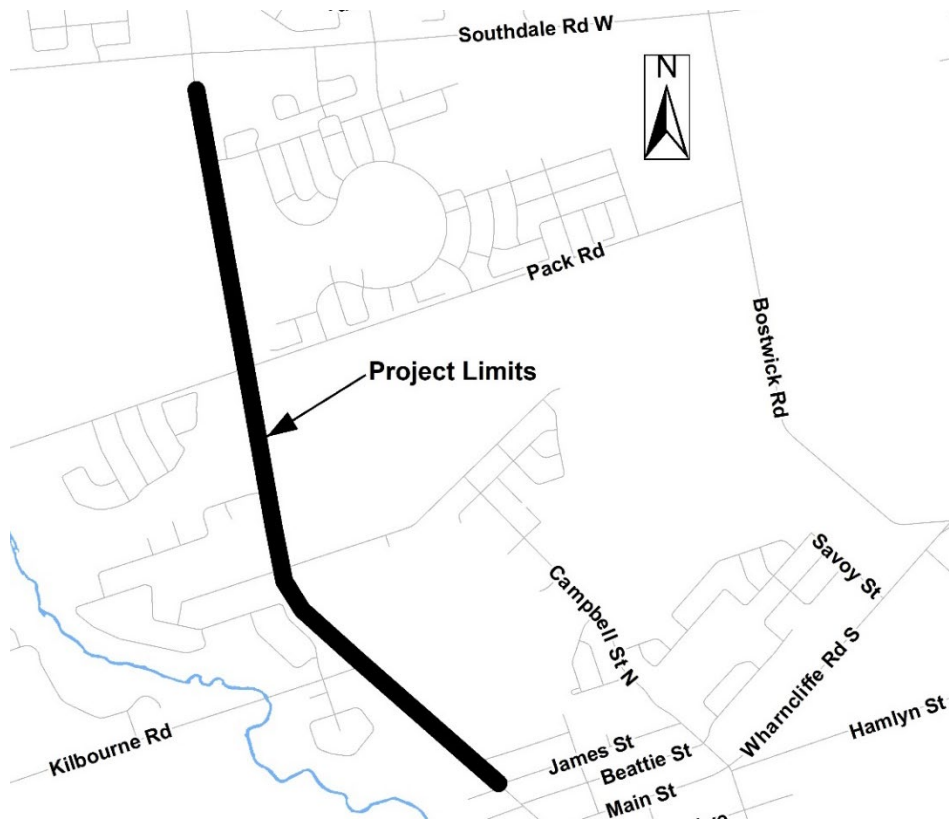 Southdale Rd W
N
Pack Rd
Bostwick Rd
Project Limits
Savoy St
Campbell St N
Wharncliffe Rd S
Hamlyn St
Kilbourne Rd
James St
Beattie St
Main St